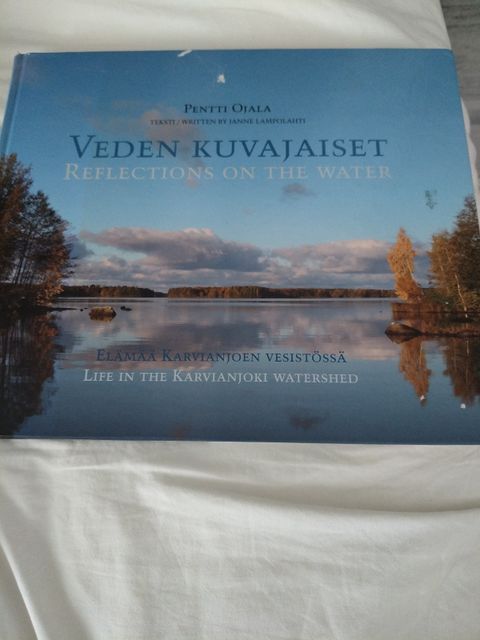 Pentti Ojala
Teksti / Written by Janne Lampolahti
Veden kuvajaiset
Reflections on the water
Elämää Karvianjoen vesistössä
Life in the Karvianjoki watershed